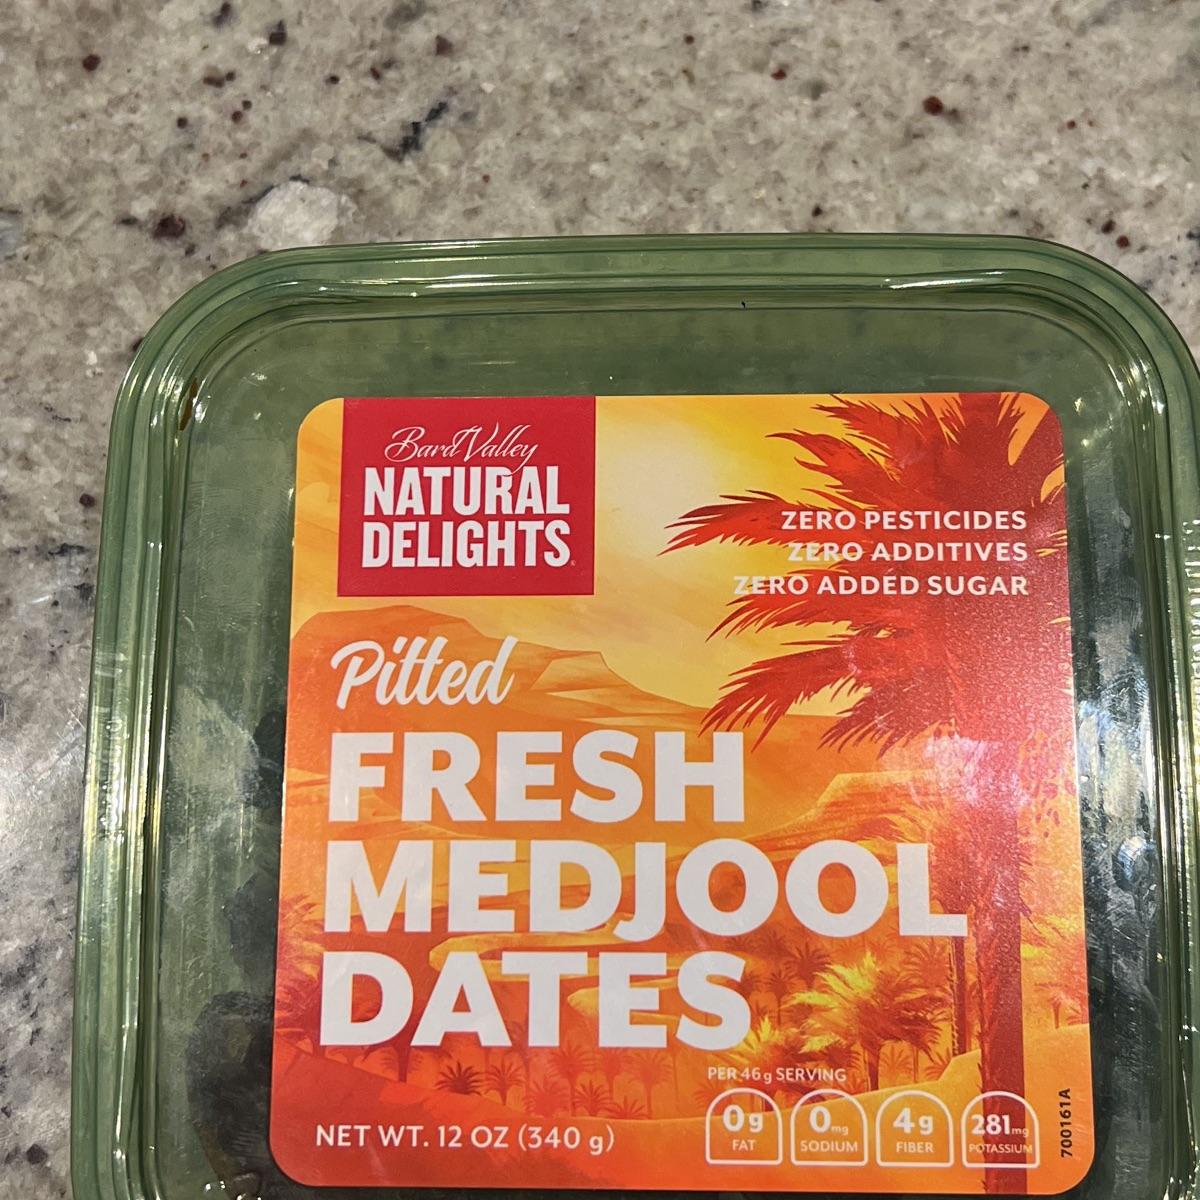 Bard Valley
NATURAL
DELIGHTS
ZERO PESTICIDES
ZERO ADDITIVES
ZERO ADDED SUGAR
Pitted
FRESH
MEDJOOL
DATES
PER 46g SERVING
0g
FAT
0mg
SODIUM
4g
FIBER
281mg
POTASSIUM
NET WT. 12 OZ (340 g)
700161A